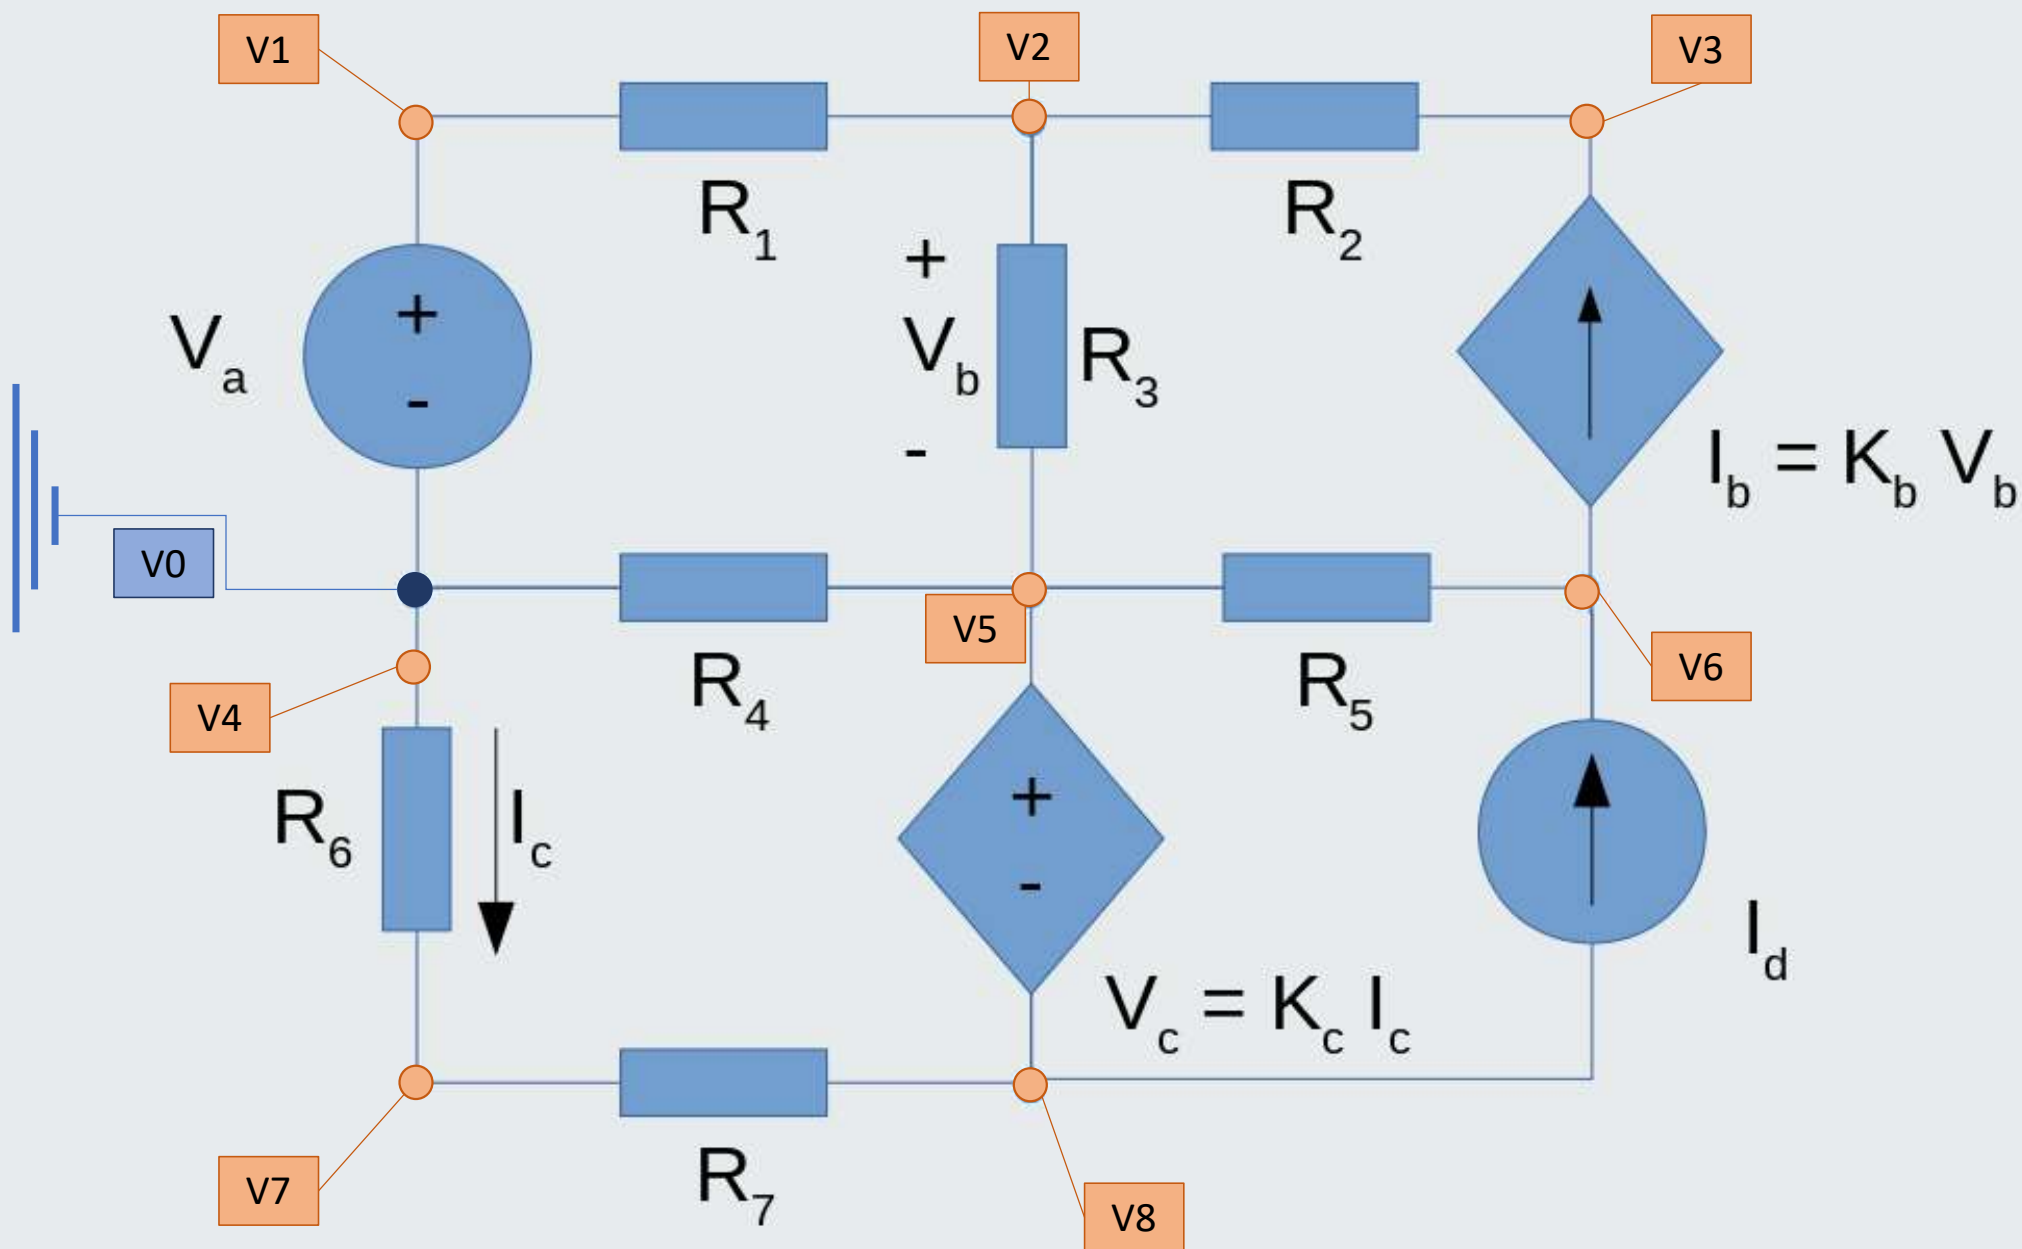 V1
V2
V3
R1
R2
+
Va
-
+
Vb
-
R3
Ib = Kb Vb
V0
V5
V6
R4
R5
V4
R6
Ic
+
-
Vc = Kc Ic
Id
V7
R7
V8